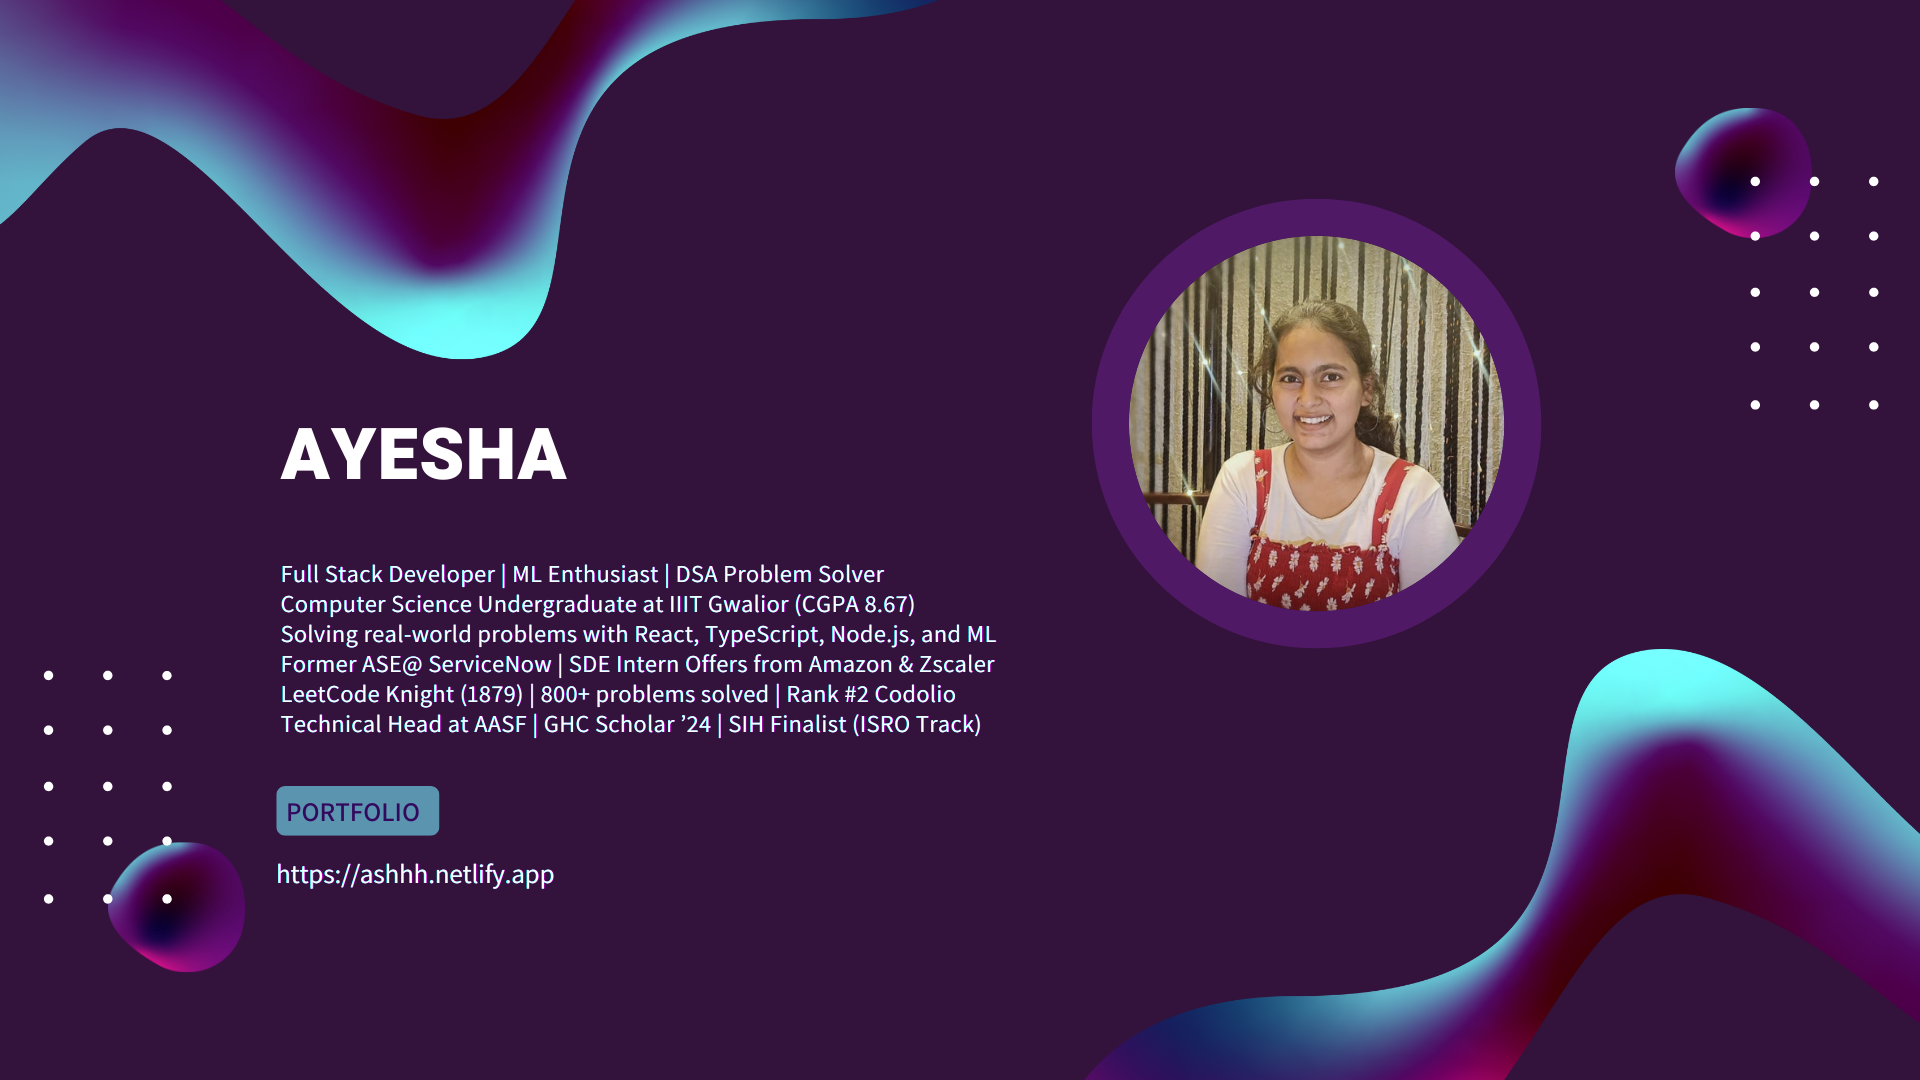 AYESHA
Full Stack Developer | ML Enthusiast | DSA Problem Solver
Computer Science Undergraduate at IIIT Gwalior (CGPA 8.67)
Solving real-world problems with React, TypeScript, Node.js, and ML
Former ASE@ ServiceNow | SDE Intern Offers from Amazon & Zscaler
LeetCode Knight (1879) | 800+ problems solved | Rank #2 Codolio
Technical Head at AASF | GHC Scholar ’24 | SIH Finalist (ISRO Track)
PORTFOLIO
https://ashhh.netlify.app